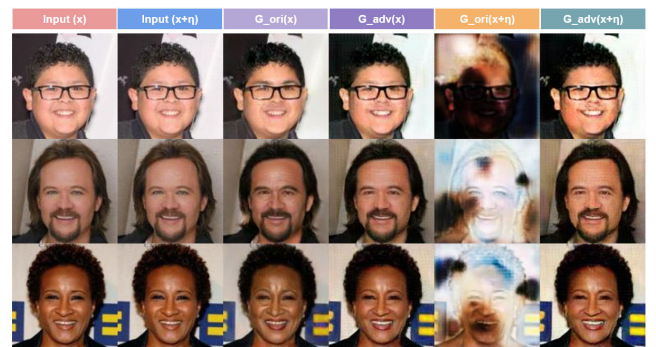 Input (x) Input (x+η) G_ori(x) G_adv(x) G_ori(x+η) G_adv(x+η)